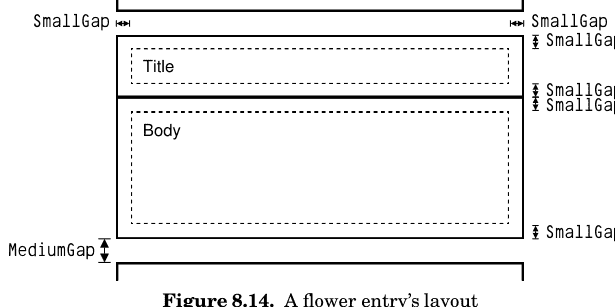 SmallGap SmallGap
SmallGap
Title
SmallGap
SmallGap
Body
SmallGap
MediumGap
Figure 8.14. A flower entry's layout